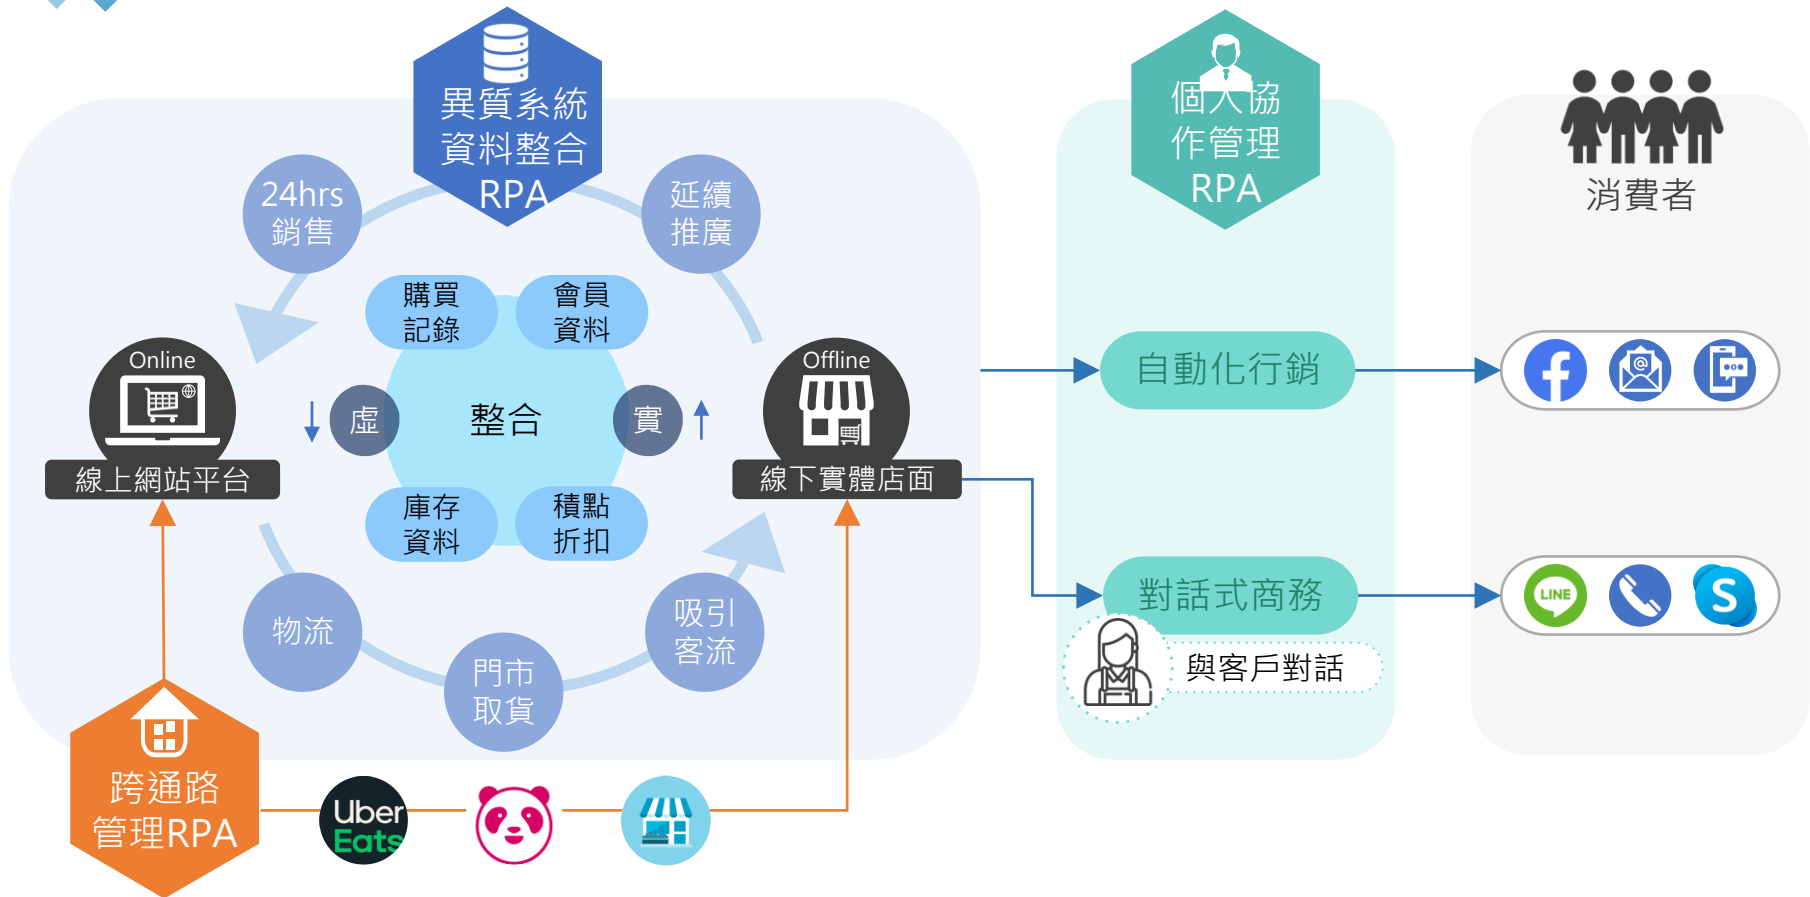 異質系統
資料整合
RPA
個人協
作管理
RPA
消費者
24hrs
銷售
延續
推廣
購買
記錄
會員
資料
Online
線上網站平台
虛
整合
實
Offline
線下實體店面
庫存
資料
積點
折扣
物流
門市
取貨
吸引
客流
自動化行銷
對話式商務
LINE
S
與客戶對話
跨通路
管理RPA
Uber
Eats